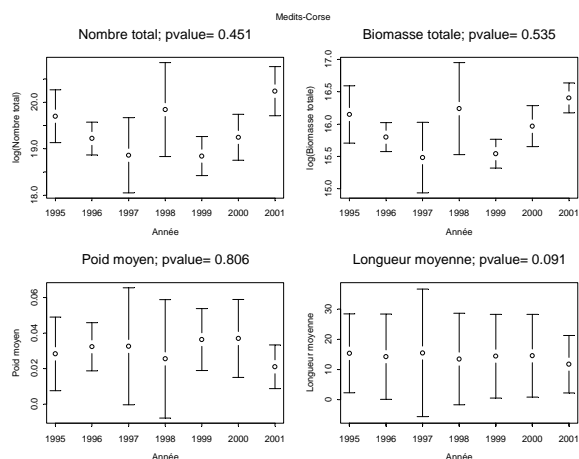 Medits-Corse
Nombre total; pvalue= 0.451
log(Nombre total)
18.0 19.0 20.0
1995 1996 1997 1998 1999 2000 2001
Année
Biomasse totale; pvalue= 0.535
log(Biomasse totale)
15.0 15.5 16.0 16.5 17.0
1995 1996 1997 1998 1999 2000 2001
Année
Poid moyen; pvalue= 0.806
Poid moyen
0.0 0.02 0.04 0.06
1995 1996 1997 1998 1999 2000 2001
Année
Longueur moyenne; pvalue= 0.091
Longueur moyenne
0 10 20 30
1995 1996 1997 1998 1999 2000 2001
Année